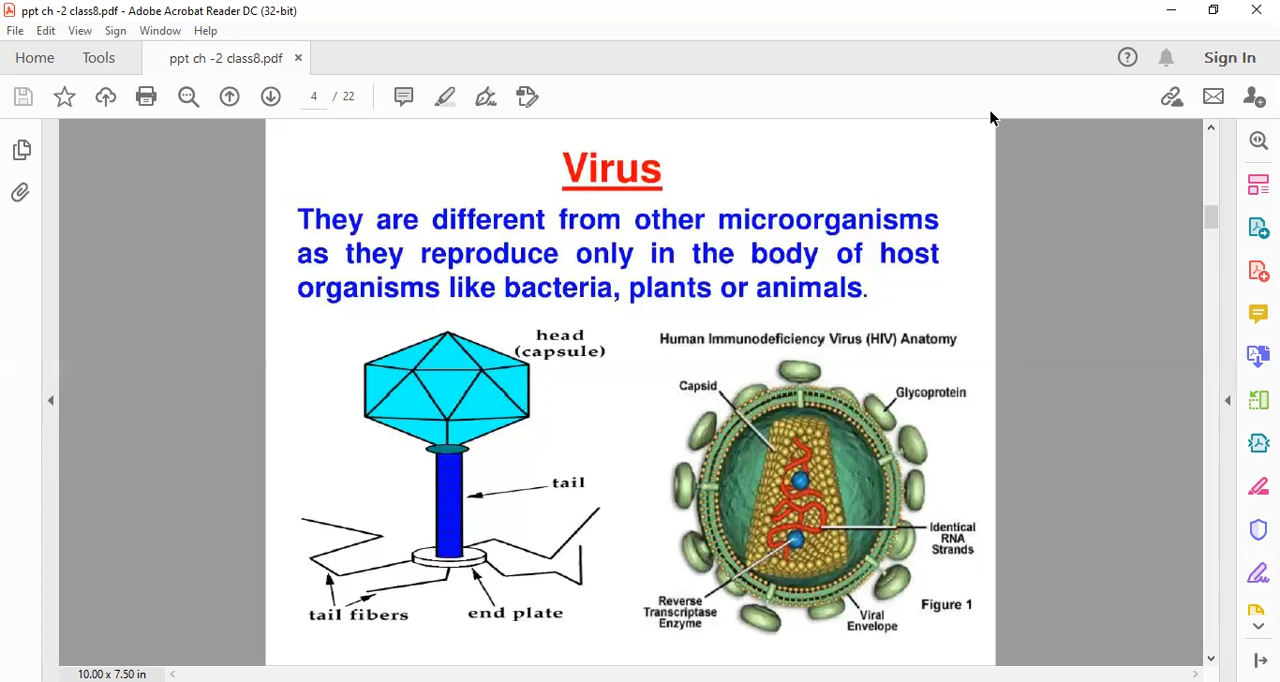 ppt ch -2 class8.pdf - Adobe Acrobat Reader DC (32-bit)
File Edit View Sign Window Help
Home Tools ppt ch -2 class8.pdf × Sign In
4 / 22
Virus
They are different from other microorganisms
as they reproduce only in the body of host
organisms like bacteria, plants or animals.
head
(capsule)
tail
tail fibers
end plate
Human Immunodeficiency Virus (HIV) Anatomy
Capsid
Glycoprotein
Identical
RNA
Strands
Reverse
Transcriptase
Enzyme
Viral
Envelope
Figure 1
10.00 x 7.50 in